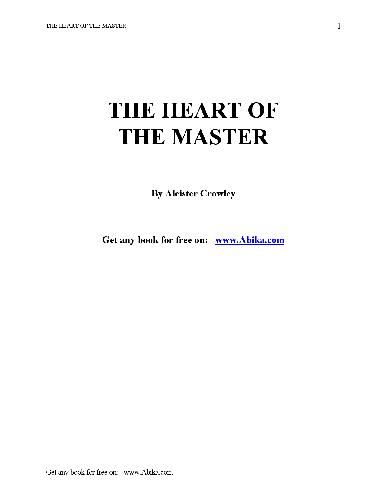 THE HEART OF THE MASTER 1
THE HEART OF
THE MASTER
By Aleister Crowley
Get any book for free on: www.Abika.com
Get any book for free on: www.Abika.com